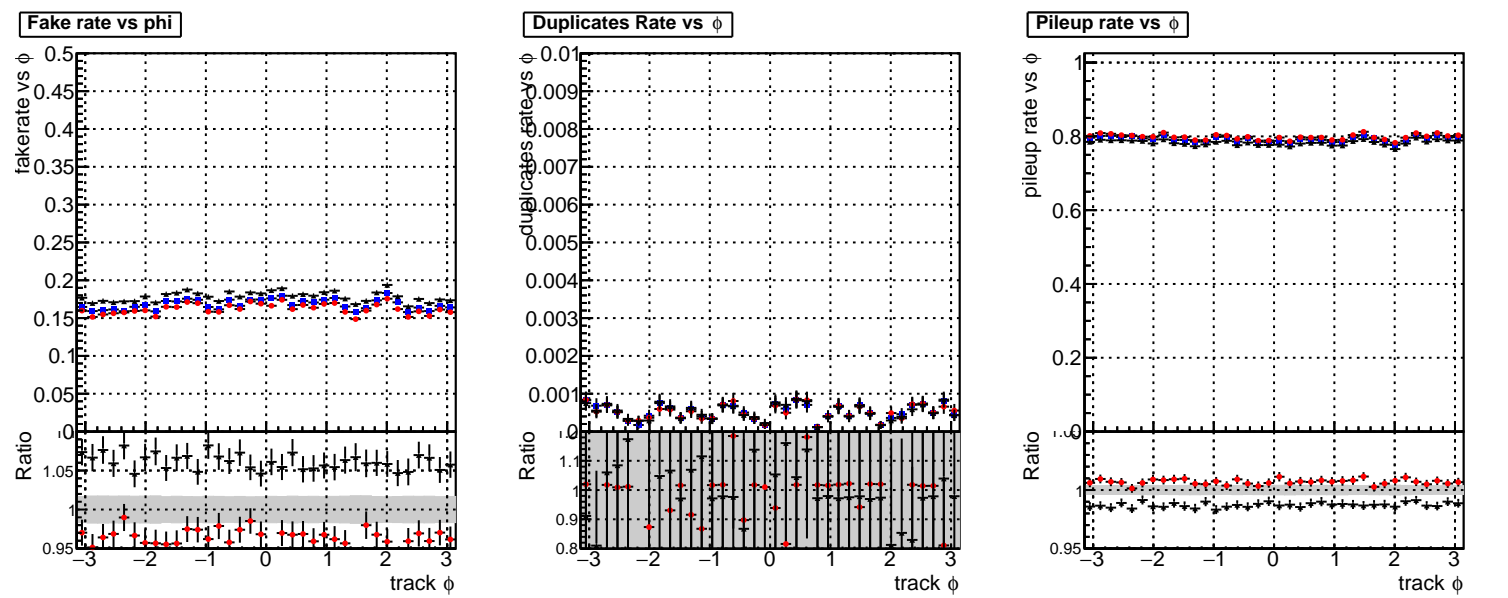 Fake rate vs phi
fakerate vs ϕ
0.5
0.45
0.4
0.35
0.3
0.25
0.2
0.15
0.1
0.05
0
Ratio
1.05
1
0.95
−3 −2 −1 0 1 2 3
track ϕ
Duplicates Rate vs ϕ
duplicates rate vs ϕ
0.01
0.009
0.008
0.007
0.006
0.005
0.004
0.003
0.002
0.001
0
Ratio
1.1
1
0.9
0.8
−3 −2 −1 0 1 2 3
track ϕ
Pileup rate vs ϕ
pileup rate vs ϕ
1
0.8
0.6
0.4
0.2
0
Ratio
1
0.95
−3 −2 −1 0 1 2 3
track ϕ